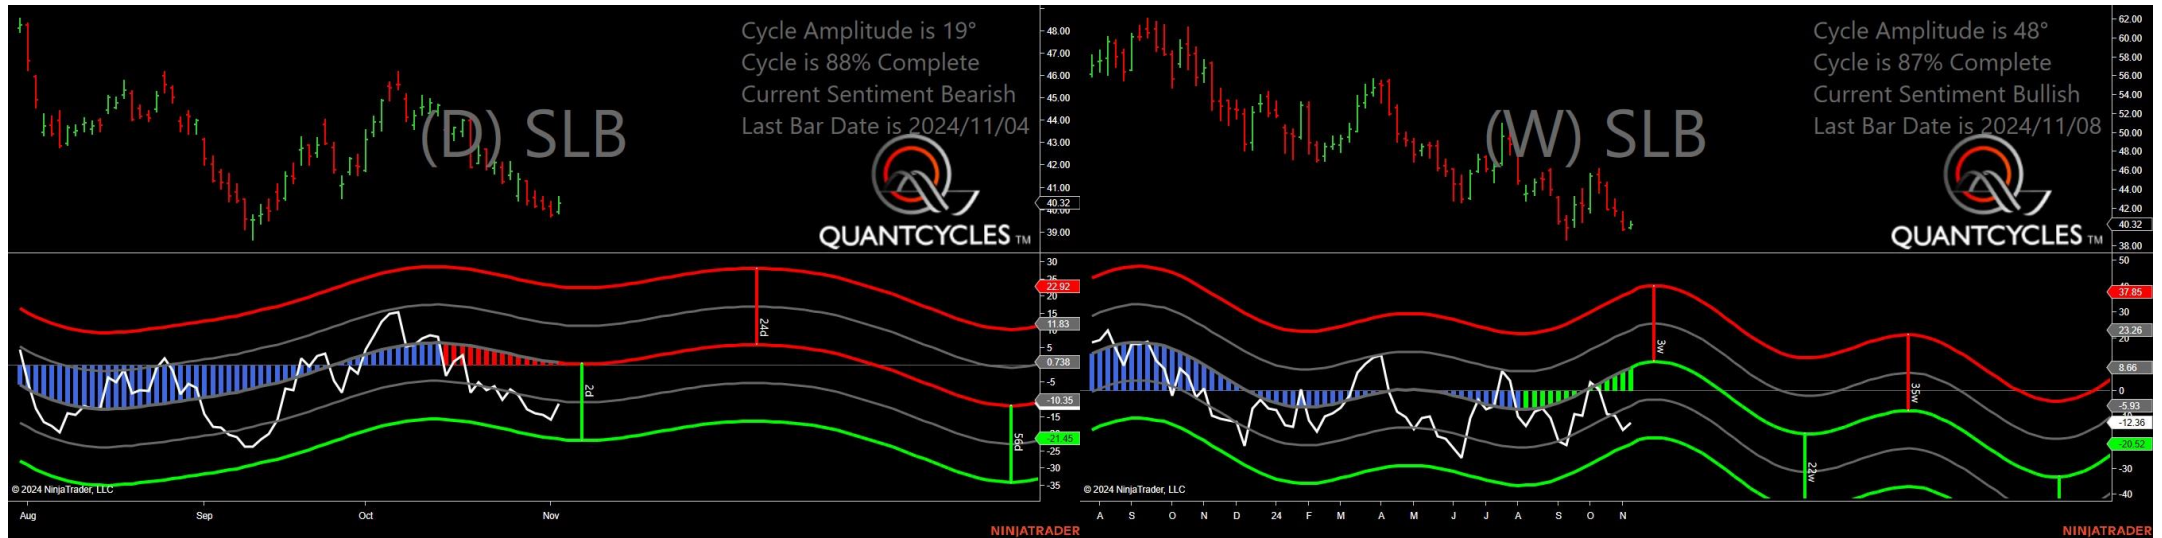 Cycle Amplitude is 19°
Cycle is 88% Complete
Current Sentiment Bearish
Last Bar Date is 2024/11/04
(D) SLB
QUANTCYCLES TM
48.00
47.00
46.00
45.00
44.00
43.00
42.00
41.00
40.32
40.00
39.00
30
25
22.92
20
15
11.83
5
0.738
-5
-10.35
-15
-21.45
-25
-30
-35
24d
2d
56d
© 2024 NinjaTrader, LLC
Aug Sep Oct Nov
NINJATRADER
Cycle Amplitude is 48°
Cycle is 87% Complete
Current Sentiment Bullish
Last Bar Date is 2024/11/08
(W) SLB
QUANTCYCLES TM
62.00
60.00
58.00
56.00
54.00
52.00
50.00
48.00
46.00
44.00
42.00
40.32
38.00
50
40
37.85
30
23.26
20
8.66
0
-5.93
-12.36
-20.52
-30
-40
3w
35w
22w
© 2024 NinjaTrader, LLC
A S O N D 24 F M A M J J A S O N
NINJATRADER